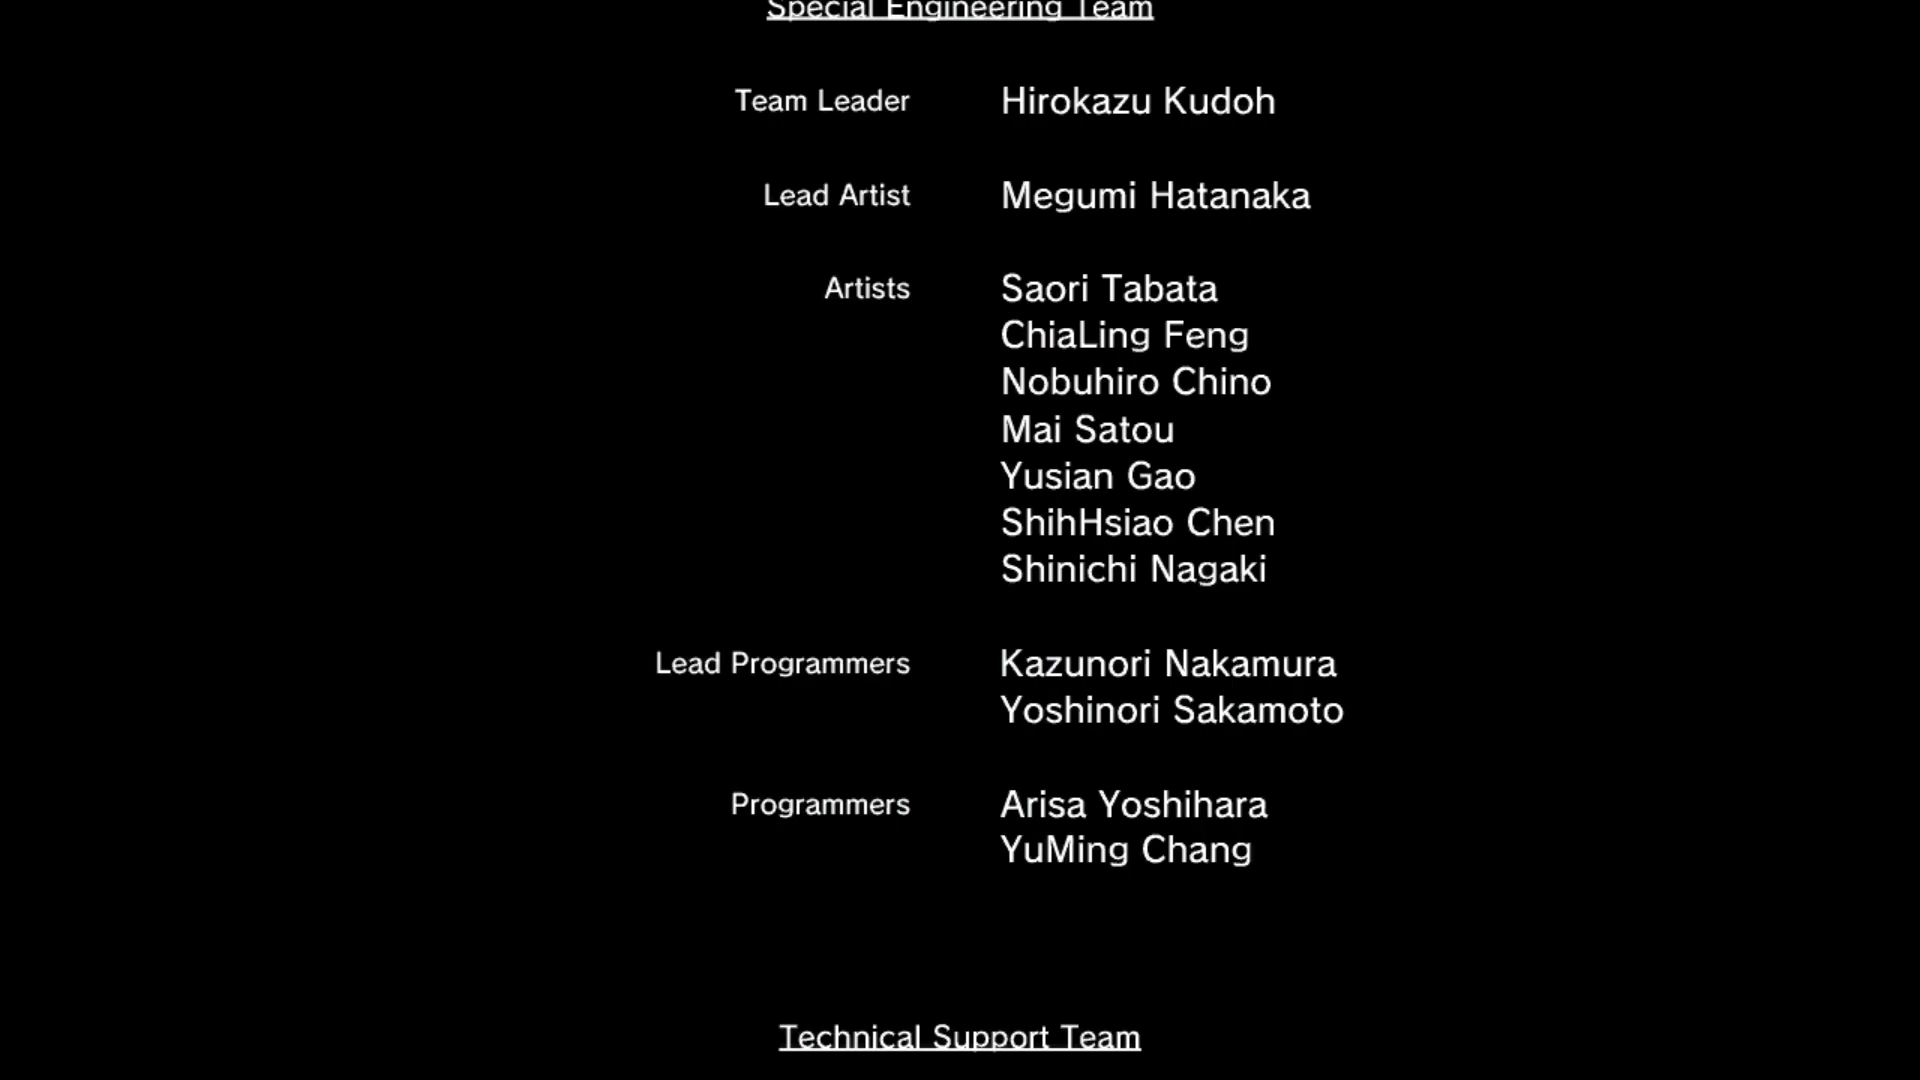 Special Engineering Team
Team Leader Hirokazu Kudoh
Lead Artist Megumi Hatanaka
Artists Saori Tabata
ChiaLing Feng
Nobuhiro Chino
Mai Satou
Yusian Gao
ShihHsiao Chen
Shinichi Nagaki
Lead Programmers Kazunori Nakamura
Yoshinori Sakamoto
Programmers Arisa Yoshihara
YuMing Chang
Technical Support Team